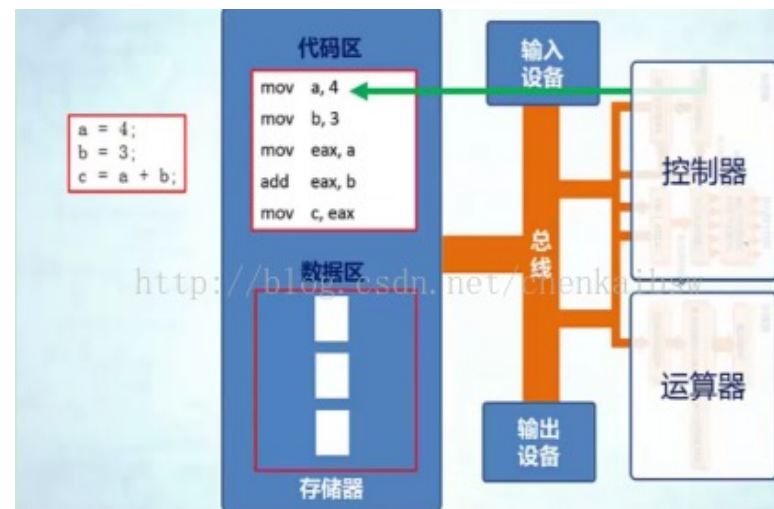 a = 4;
b = 3;
c = a + b;
代码区
mov a, 4
mov b, 3
mov eax, a
add eax, b
mov c, eax
数据区
存储器
输入
设备
总
线
输出
设备
控制器
运算器
http://blog.csdn.net/chenkaibsw